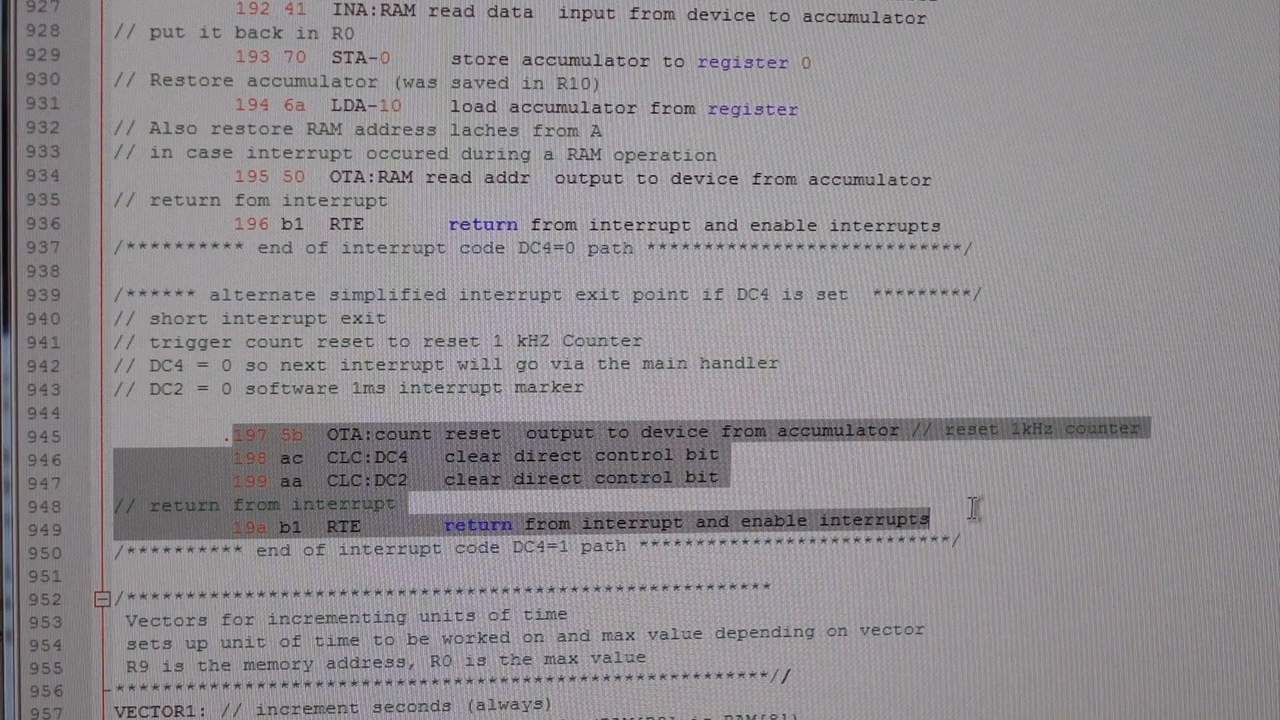 927 192 41 INA:RAM read data input from device to accumulator
928 // put it back in R0
929 193 70 STA-0 store accumulator to register 0
930 // Restore accumulator (was saved in R10)
931 194 6a LDA-10 load accumulator from register
932 // Also restore RAM address laches from A
933 // in case interrupt occured during a RAM operation
934 195 50 OTA:RAM read addr output to device from accumulator
935 // return fom interrupt
936 196 b1 RTE return from interrupt and enable interrupts
937 /********** end of interrupt code DC4=0 path ***************************/
938
939 /****** alternate simplified interrupt exit point if DC4 is set *********/
940 // short interrupt exit
941 // trigger count reset to reset 1 kHZ Counter
942 // DC4 = 0 so next interrupt will go via the main handler
943 // DC2 = 0 software 1ms interrupt marker
944
945 .197 5b OTA:count reset output to device from accumulator // reset 1kHz counter
946 198 ac CLC:DC4 clear direct control bit
947 199 aa CLC:DC2 clear direct control bit
948 // return from interrupt
949 19a b1 RTE return from interrupt and enable interrupts
950 /********** end of interrupt code DC4=1 path ***************************/
951
952 /*******************************************************
953 Vectors for incrementing units of time
954 sets up unit of time to be worked on and max value depending on vector
955 R9 is the memory address, R0 is the max value
956 *******************************************************//
957 VECTOR1: // increment seconds (always)